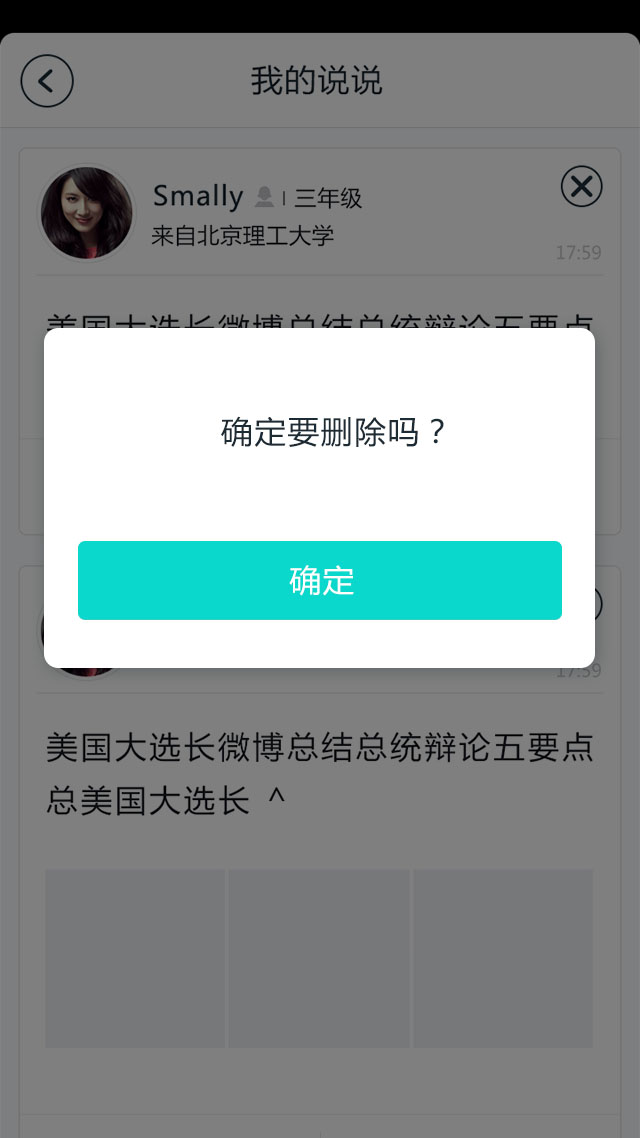 我的说说
Smally | 三年级
来自北京理工大学
17:59
美国大选长微博总结总统辩论五要点
确定要删除吗？
确定
17:59
美国大选长微博总结总统辩论五要点
总美国大选长 ^